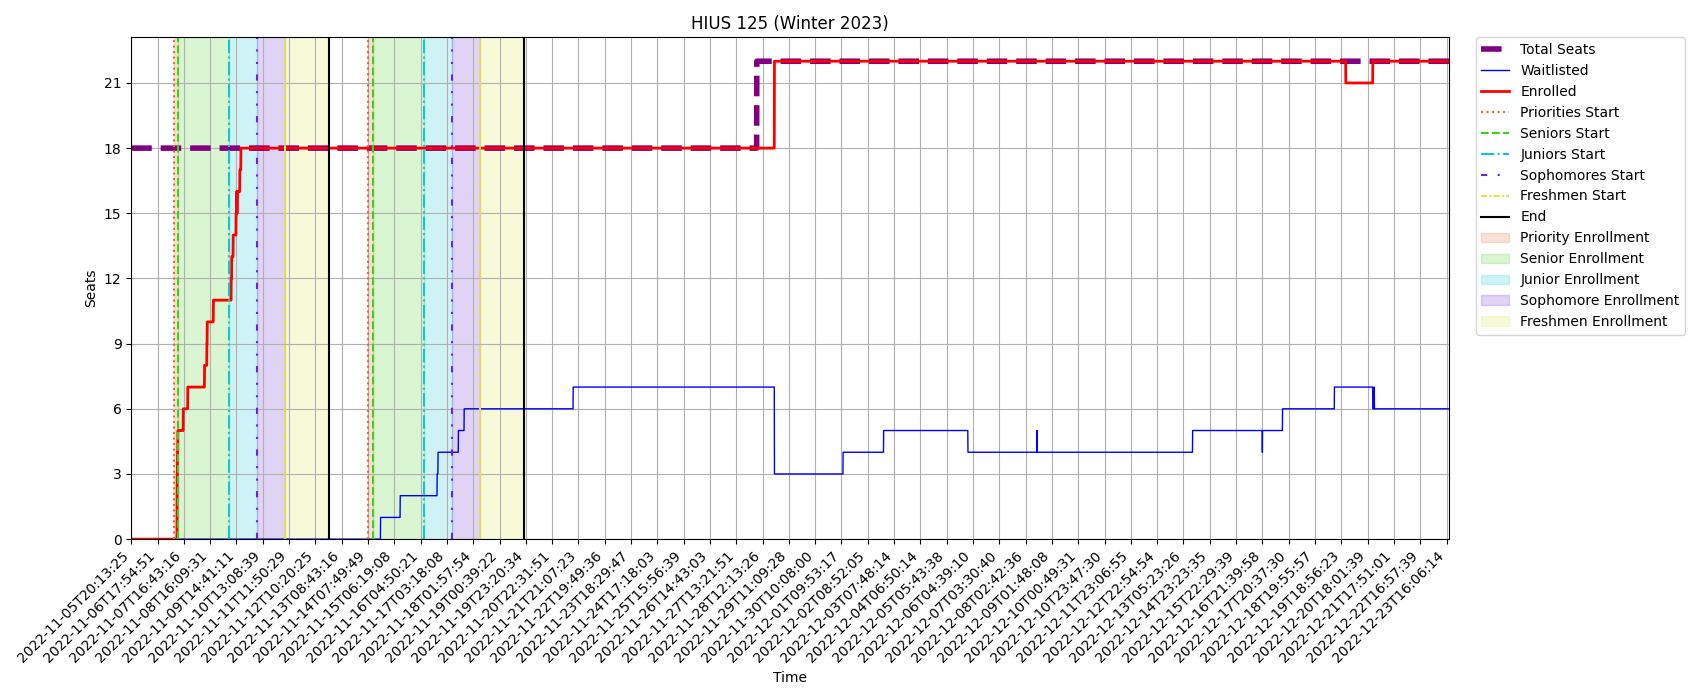 HIUS 125 (Winter 2023)
Seats
21
18
15
12
9
6
3
0
2022-11-05T20:13:25
2022-11-06T17:54:51
2022-11-07T16:43:16
2022-11-08T16:09:31
2022-11-09T14:41:11
2022-11-10T13:08:39
2022-11-11T11:50:29
2022-11-12T10:20:25
2022-11-13T08:43:16
2022-11-14T07:49:49
2022-11-15T06:19:08
2022-11-16T04:50:21
2022-11-17T03:18:08
2022-11-18T01:57:54
2022-11-19T00:39:22
2022-11-19T23:20:34
2022-11-20T22:31:51
2022-11-21T21:07:23
2022-11-22T19:49:36
2022-11-23T18:29:47
2022-11-24T17:18:03
2022-11-25T15:56:39
2022-11-26T14:43:03
2022-11-27T13:21:51
2022-11-28T12:13:26
2022-11-29T11:09:28
2022-11-30T10:08:00
2022-12-01T09:53:17
2022-12-02T08:52:05
2022-12-03T07:48:14
2022-12-04T06:50:14
2022-12-05T05:43:38
2022-12-06T04:39:10
2022-12-07T03:30:40
2022-12-08T02:42:36
2022-12-09T01:48:08
2022-12-10T00:49:31
2022-12-10T23:47:30
2022-12-11T23:06:55
2022-12-12T22:54:54
2022-12-13T05:23:26
2022-12-14T23:23:35
2022-12-15T22:29:39
2022-12-16T21:39:58
2022-12-17T20:37:30
2022-12-18T19:55:57
2022-12-19T18:56:23
2022-12-20T18:01:39
2022-12-21T17:51:01
2022-12-22T16:57:39
2022-12-23T16:06:14
Time
Total Seats
Waitlisted
Enrolled
Priorities Start
Seniors Start
Juniors Start
Sophomores Start
Freshmen Start
End
Priority Enrollment
Senior Enrollment
Junior Enrollment
Sophomore Enrollment
Freshmen Enrollment